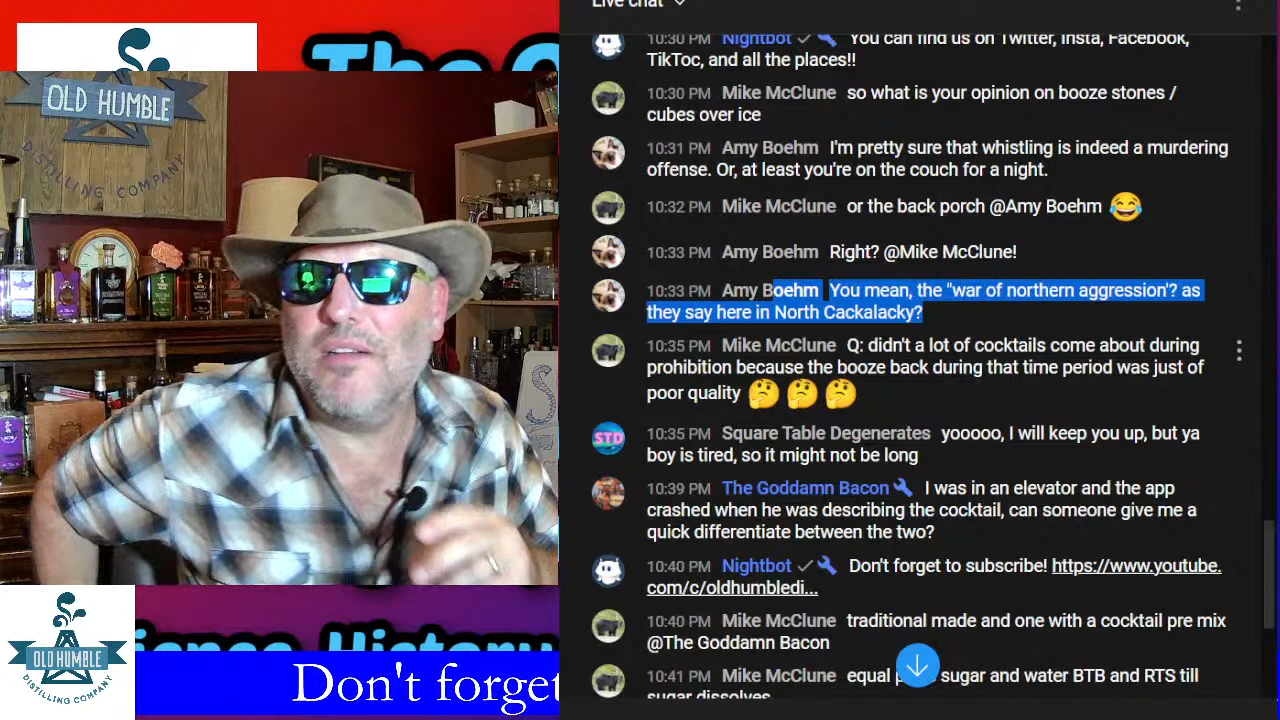 The
OLD HUMBLE
DISTILLING COMPANY
Live chat
10:30 PM Nightbot You can find us on Twitter, Insta, Facebook,
TikToc, and all the places!!
10:30 PM Mike McClune so what is your opinion on booze stones /
cubes over ice
10:31 PM Amy Boehm I'm pretty sure that whistling is indeed a murdering
offense. Or, at least you're on the couch for a night.
10:32 PM Mike McClune or the back porch @Amy Boehm 😂
10:33 PM Amy Boehm Right? @Mike McClune!
10:33 PM Amy Boehm You mean, the "war of northern aggression'? as
they say here in North Cackalacky?
10:35 PM Mike McClune Q: didn't a lot of cocktails come about during
prohibition because the booze back during that time period was just of
poor quality 🤔 🤔 🤔
STD
10:35 PM Square Table Degenerates yooooo, I will keep you up, but ya
boy is tired, so it might not be long
10:39 PM The Goddamn Bacon I was in an elevator and the app
crashed when he was describing the cocktail, can someone give me a
quick differentiate between the two?
10:40 PM Nightbot Don't forget to subscribe! https://www.youtube.
com/c/oldhumbledi...
10:40 PM Mike McClune traditional made and one with a cocktail pre mix
@The Goddamn Bacon
10:41 PM Mike McClune equal sugar and water BTB and RTS till
sugar dissolves
OLD HUMBLE
DISTILLING COMPANY
ience, History
Don't forget